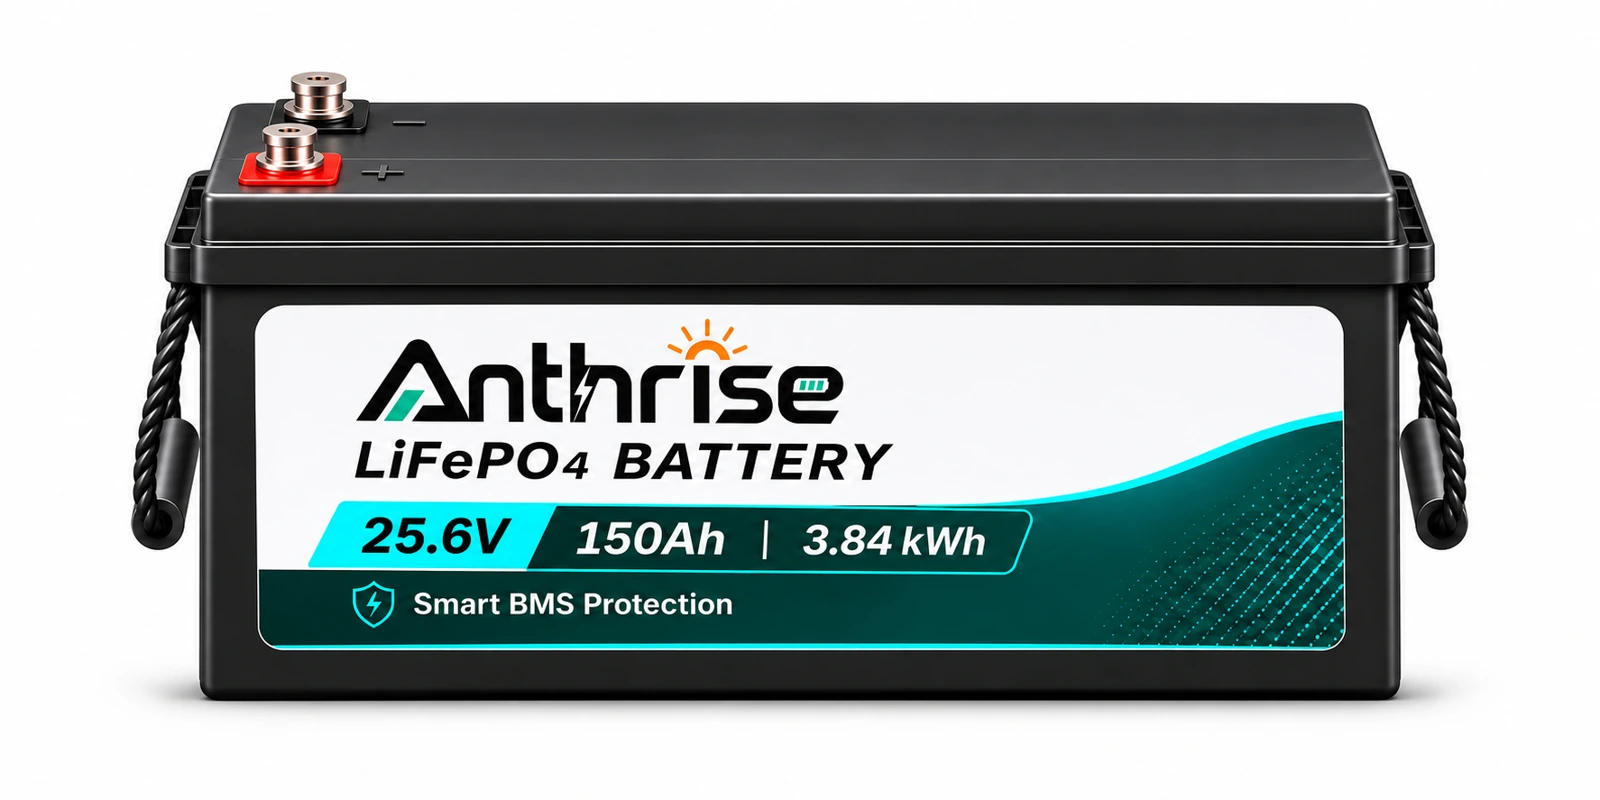 −
+
Anthrise
LiFePO4 BATTERY
25.6V 150Ah | 3.84 kWh
Smart BMS Protection